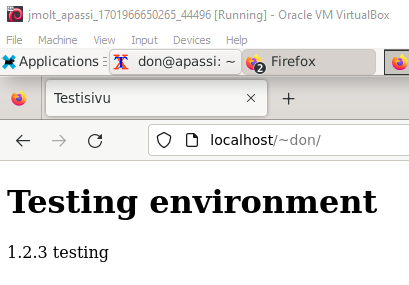 jmolt_apassi_1701966650265_44496 [Running] - Oracle VM VirtualBox
File Machine View Input Devices Help
Applications don@apassi: ~ 2 Firefox
Testisivu
localhost/~don/
Testing environment
1.2.3 testing